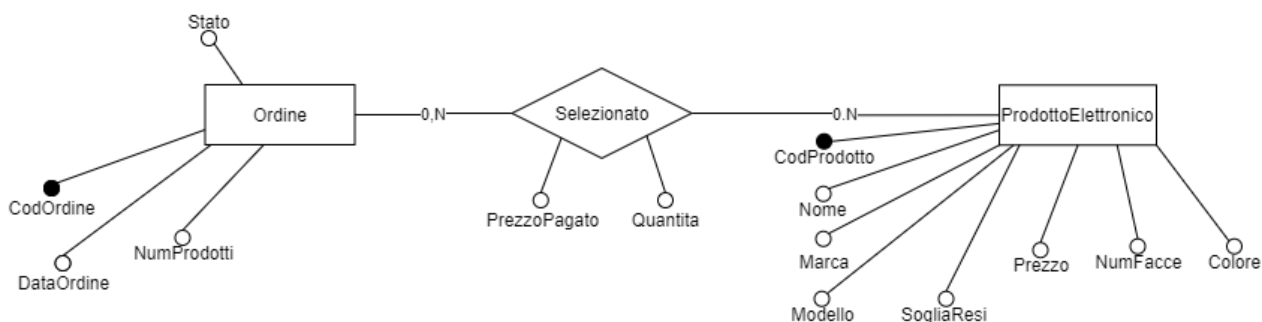 Stato
Ordine
0,N
Selezionato
0.N
ProdottoElettronico
CodOrdine
DataOrdine
NumProdotti
PrezzoPagato
Quantita
CodProdotto
Nome
Marca
Modello
SogliaResi
Prezzo
NumFacce
Colore